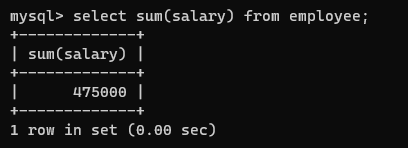 mysql> select sum(salary) from employee;
+-------------+
| sum(salary) |
+-------------+
|      475000 |
+-------------+
1 row in set (0.00 sec)